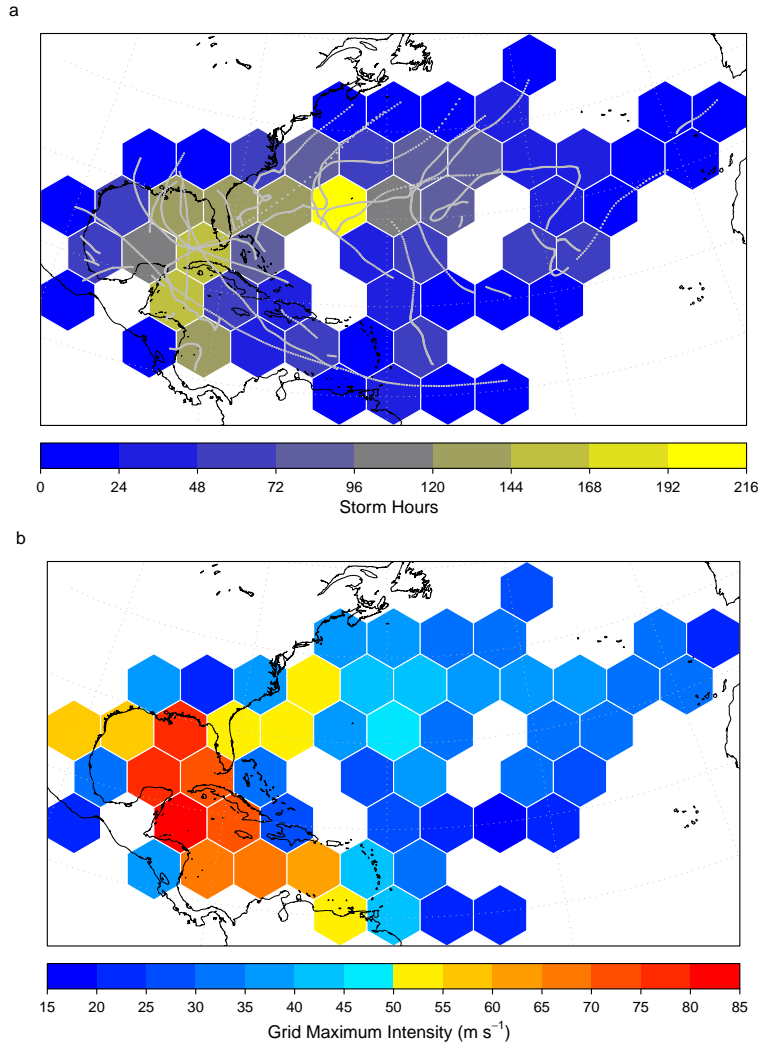 a
0 24 48 72 96 120 144 168 192 216
Storm Hours
b
15 20 25 30 35 40 45 50 55 60 65 70 75 80 85
Grid Maximum Intensity (m s⁻¹)